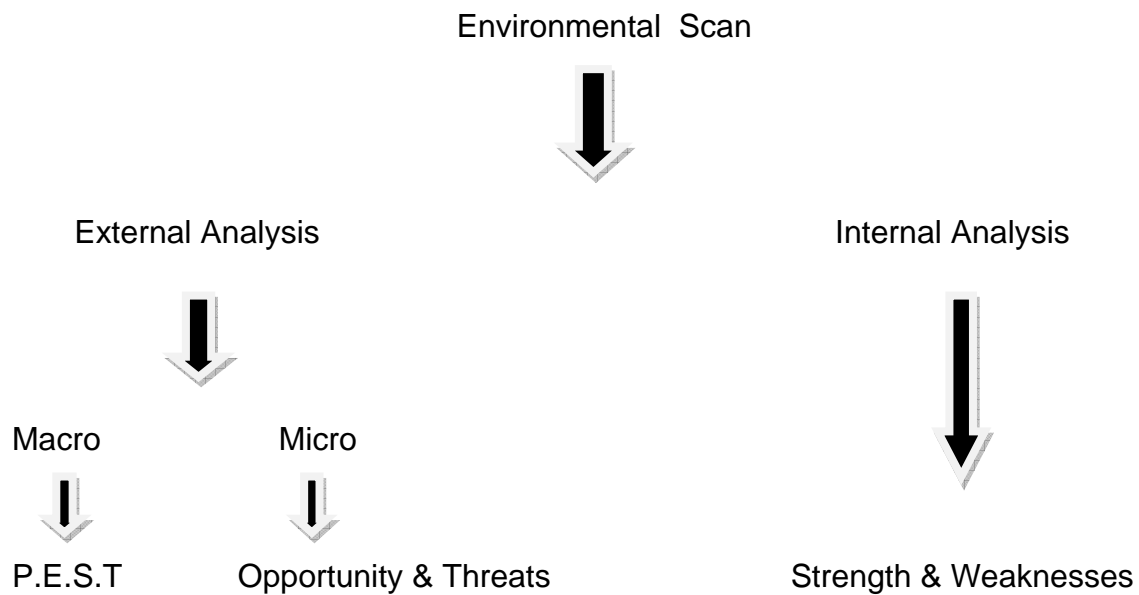 Environmental Scan
External Analysis Internal Analysis
Macro Micro
P.E.S.T Opportunity & Threats Strength & Weaknesses